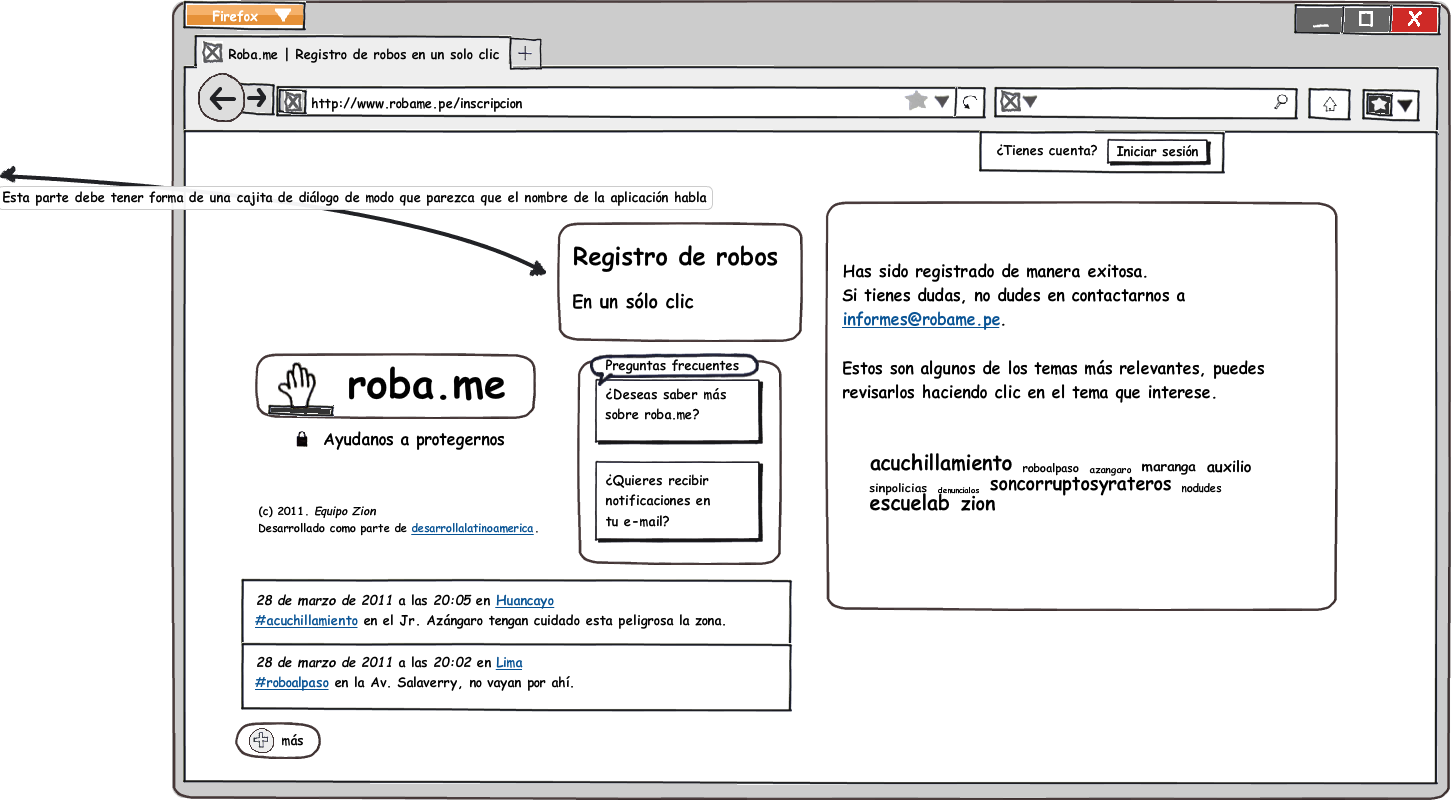 Firefox
Roba.me | Registro de robos en un solo clic
http://www.robame.pe/inscripcion
¿Tienes cuenta? Iniciar sesión
Esta parte debe tener forma de una cajita de diálogo de modo que parezca que el nombre de la aplicación habla
Registro de robos
En un sólo clic
roba.me
Ayudanos a protegernos
(c) 2011. Equipo Zion
Desarrollado como parte de desarrollalatinoamerica.
Preguntas frecuentes
¿Deseas saber más
sobre roba.me?
¿Quieres recibir
notificaciones en
tu e-mail?
Has sido registrado de manera exitosa.
Si tienes dudas, no dudes en contactarnos a
informes@robame.pe.
Estos son algunos de los temas más relevantes, puedes
revisarlos haciendo clic en el tema que interese.
acuchillamiento roboalpaso azangaro maranga auxilio
sinpolicias denuncialos soncorruptosyrateros nodudes
escuelab zion
28 de marzo de 2011 a las 20:05 en Huancayo
#acuchillamiento en el Jr. Azángaro tengan cuidado esta peligrosa la zona.
28 de marzo de 2011 a las 20:02 en Lima
#roboalpaso en la Av. Salaverry, no vayan por ahí.
más